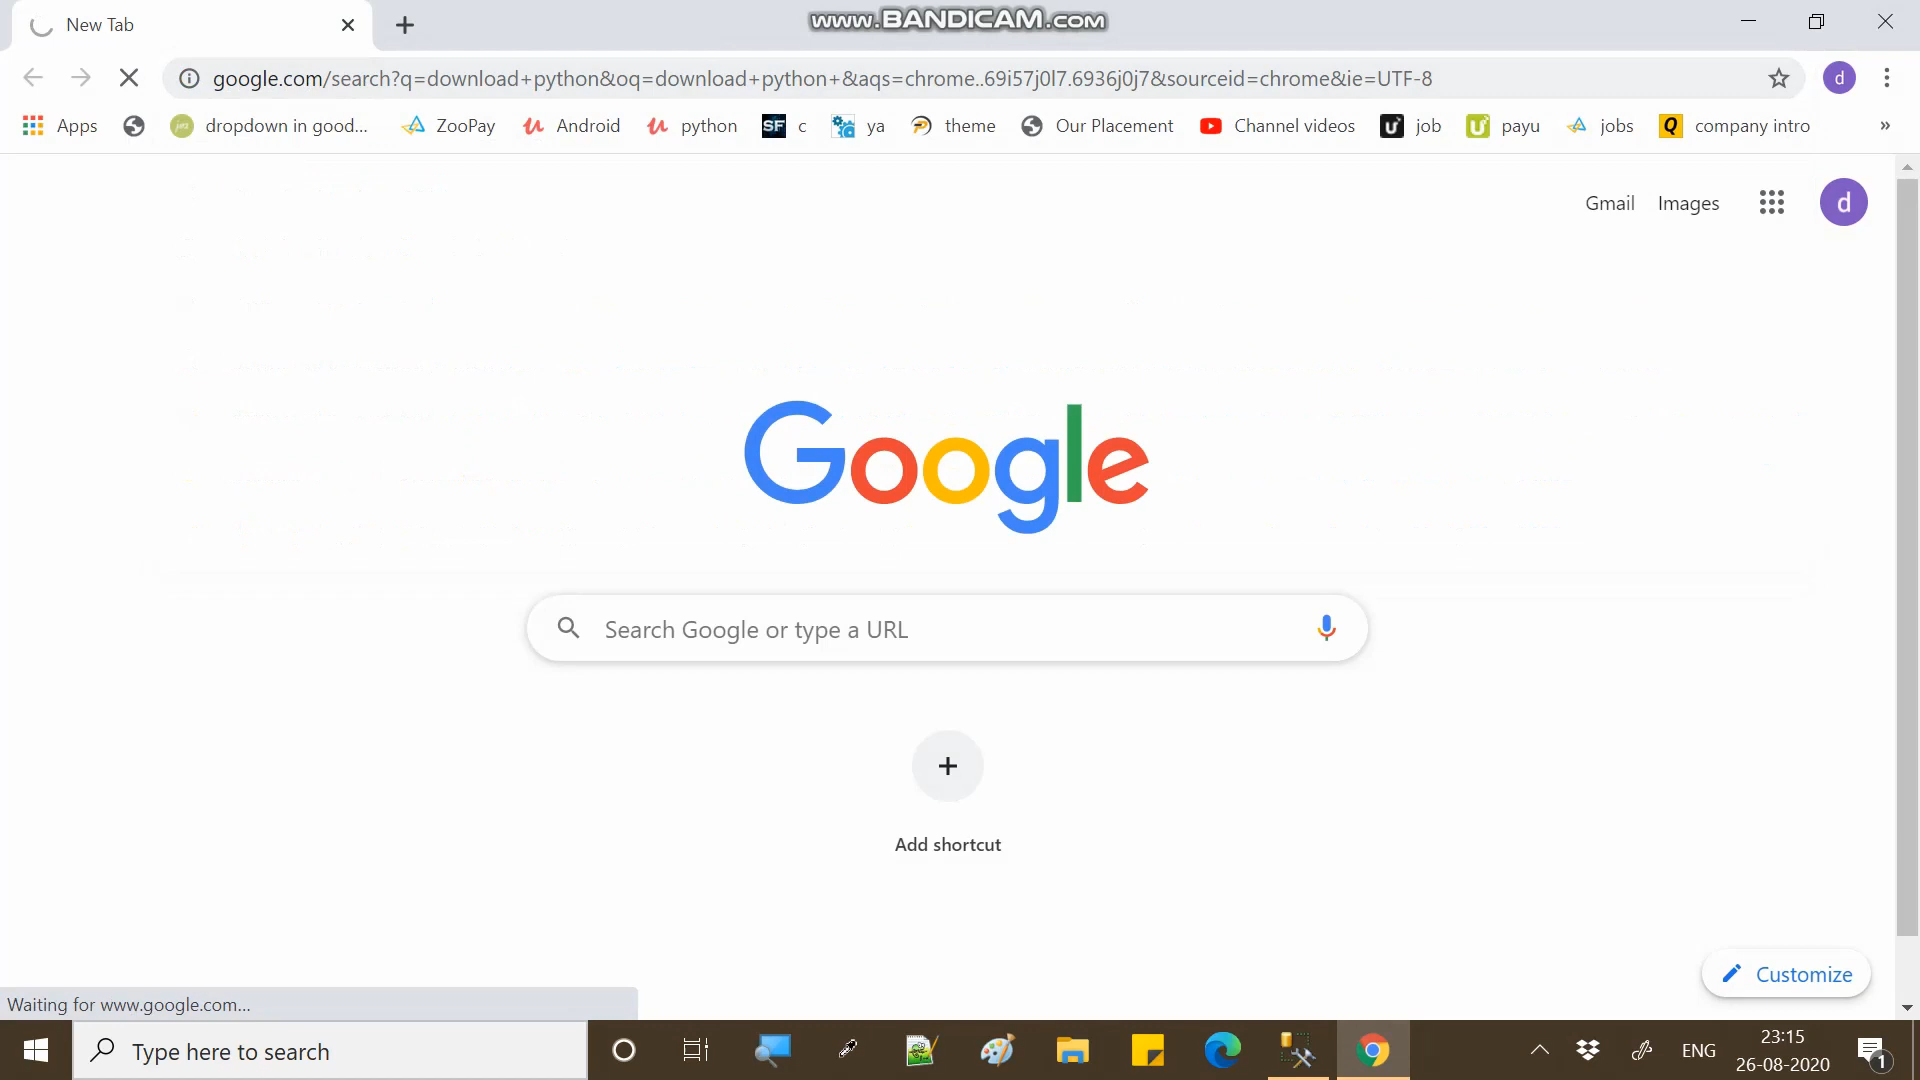 New Tab
www.BANDICAM.com
google.com/search?q=download+python&oq=download+python+&aqs=chrome..69i57j0l7.6936j0j7&sourceid=chrome&ie=UTF-8
d
Apps
dropdown in good...
ZooPay
Android
python
SF
c
ya
theme
Our Placement
Channel videos
job
payu
jobs
Q
company intro
»
Gmail
Images
d
Google
Search Google or type a URL
Add shortcut
Customize
Waiting for www.google.com...
Type here to search
ENG
23:15
26-08-2020
1